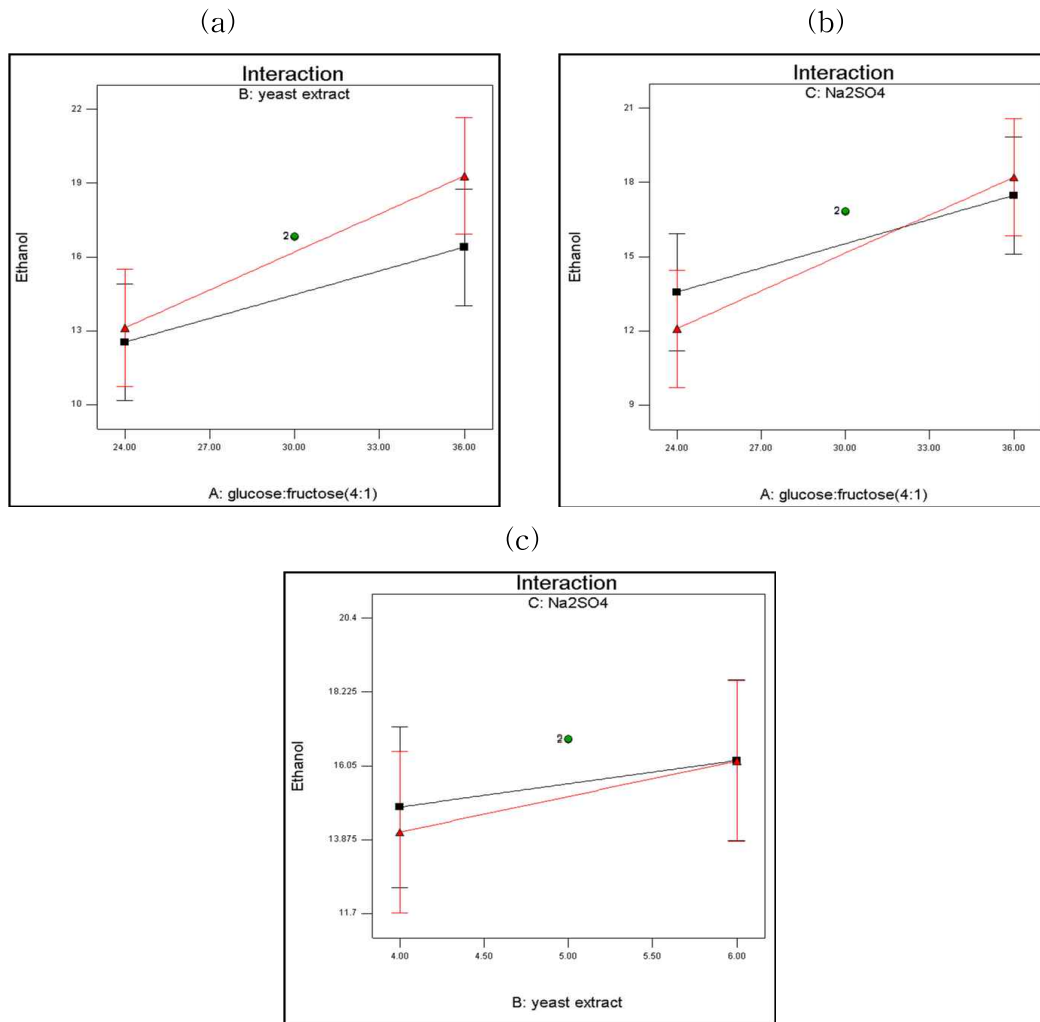 (a)
Interaction
B: yeast extract
22
19
16
13
10
Ethanol
2
24.00 27.00 30.00 33.00 36.00
A: glucose:fructose(4:1)
(b)
Interaction
C: Na2SO4
21
18
15
12
9
Ethanol
2
24.00 27.00 30.00 33.00 36.00
A: glucose:fructose(4:1)
(c)
Interaction
C: Na2SO4
20.4
18.225
16.05
13.875
11.7
Ethanol
2
4.00 4.50 5.00 5.50 6.00
B: yeast extract